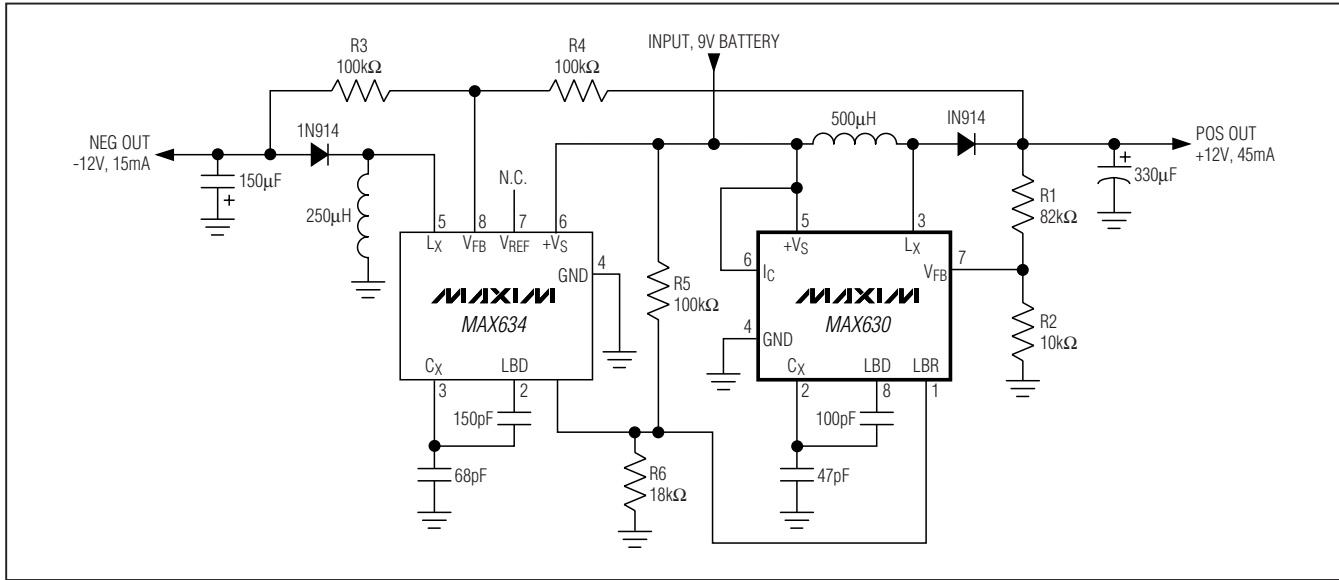 R3
100kΩ
R4
100kΩ
INPUT, 9V BATTERY
500μH
IN914
1N914
NEG OUT
-12V, 15mA
POS OUT
+12V, 45mA
150μF
+
250μH
N.C.
+
330μF
R1
82kΩ
5
8
7
6
LX
VFB
VREF
+VS
GND
4
MAXIM
MAX634
CX
LBD
3
2
150pF
68pF
R5
100kΩ
R6
18kΩ
5
3
+VS
LX
6
IC
VFB
7
MAXIM
MAX630
4
GND
CX
LBD
LBR
2
8
1
100pF
47pF
R2
10kΩ